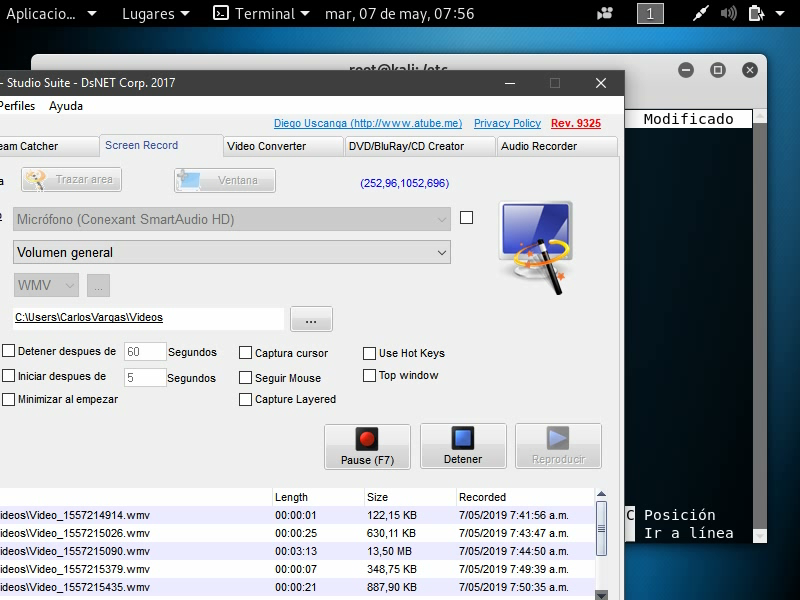 Aplicacio... Lugares Terminal mar, 07 de may, 07:56 1
root@kali: /etc
- Studio Suite - DsNET Corp. 2017
Modificado
Perfiles Ayuda
Diego Uscanga (http://www.atube.me) Privacy Policy Rev. 9325
eam Catcher Screen Record Video Converter DVD/BluRay/CD Creator Audio Recorder
a Trazar area Ventana (252,96,1052,696)
o Micrófono (Conexant SmartAudio HD)
Volumen general
WMV ...
C:\Users\CarlosVargas\Videos ...
Detener despues de 60 Segundos Captura cursor Use Hot Keys
Iniciar despues de 5 Segundos Seguir Mouse Top window
Minimizar al empezar Capture Layered
Pause (F7) Detener Reproducir
Length Size Recorded
ideos\Video_1557214914.wmv 00:00:01 122,15 KB 7/05/2019 7:41:56 a.m.
ideos\Video_1557215026.wmv 00:00:25 630,11 KB 7/05/2019 7:43:47 a.m.
ideos\Video_1557215090.wmv 00:03:13 13,50 MB 7/05/2019 7:44:50 a.m.
ideos\Video_1557215379.wmv 00:00:07 348,75 KB 7/05/2019 7:49:39 a.m.
ideos\Video_1557215435.wmv 00:00:21 887,90 KB 7/05/2019 7:50:35 a.m.
C Posición
Ir a línea